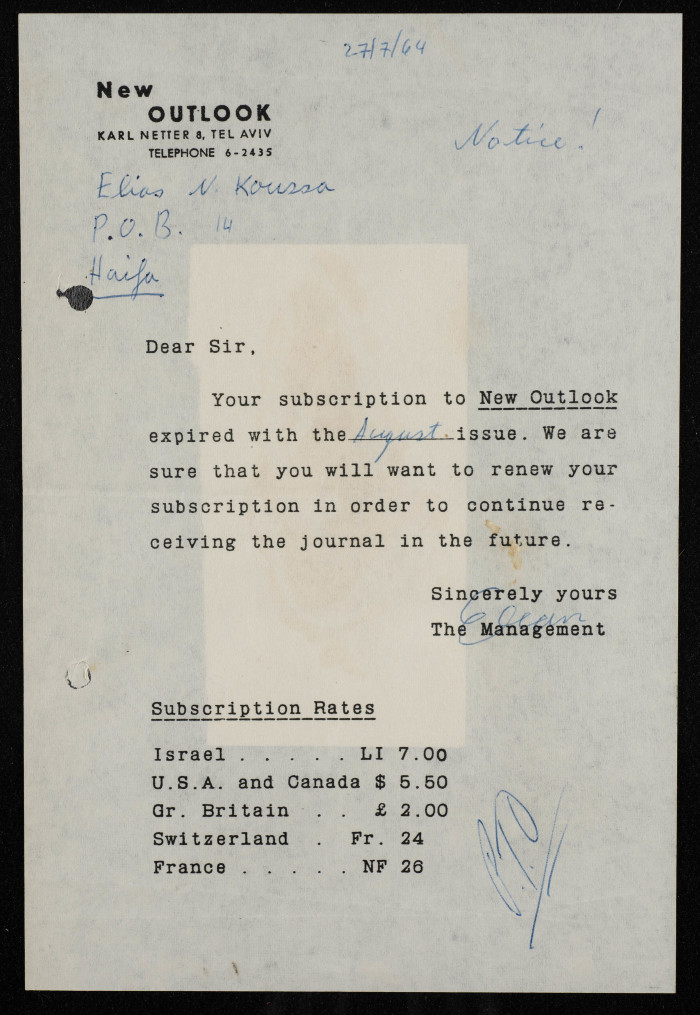 27/7/64
New
OUTLOOK
KARL NETTER 8, TEL AVIV
TELEPHONE 6-2435
Notice!
Elias N. Koussa
P.O.B. 14
Haifa
Dear Sir,
Your subscription to New Outlook
expired with the August issue. We are
sure that you will want to renew your
subscription in order to continue re-
ceiving the journal in the future.
Sincerely yours
The Management
Subscription Rates
Israel . . . . . LI 7.00
U.S.A. and Canada $ 5.50
Gr. Britain . . £ 2.00
Switzerland . Fr. 24
France . . . . . NF 26
P.T.O